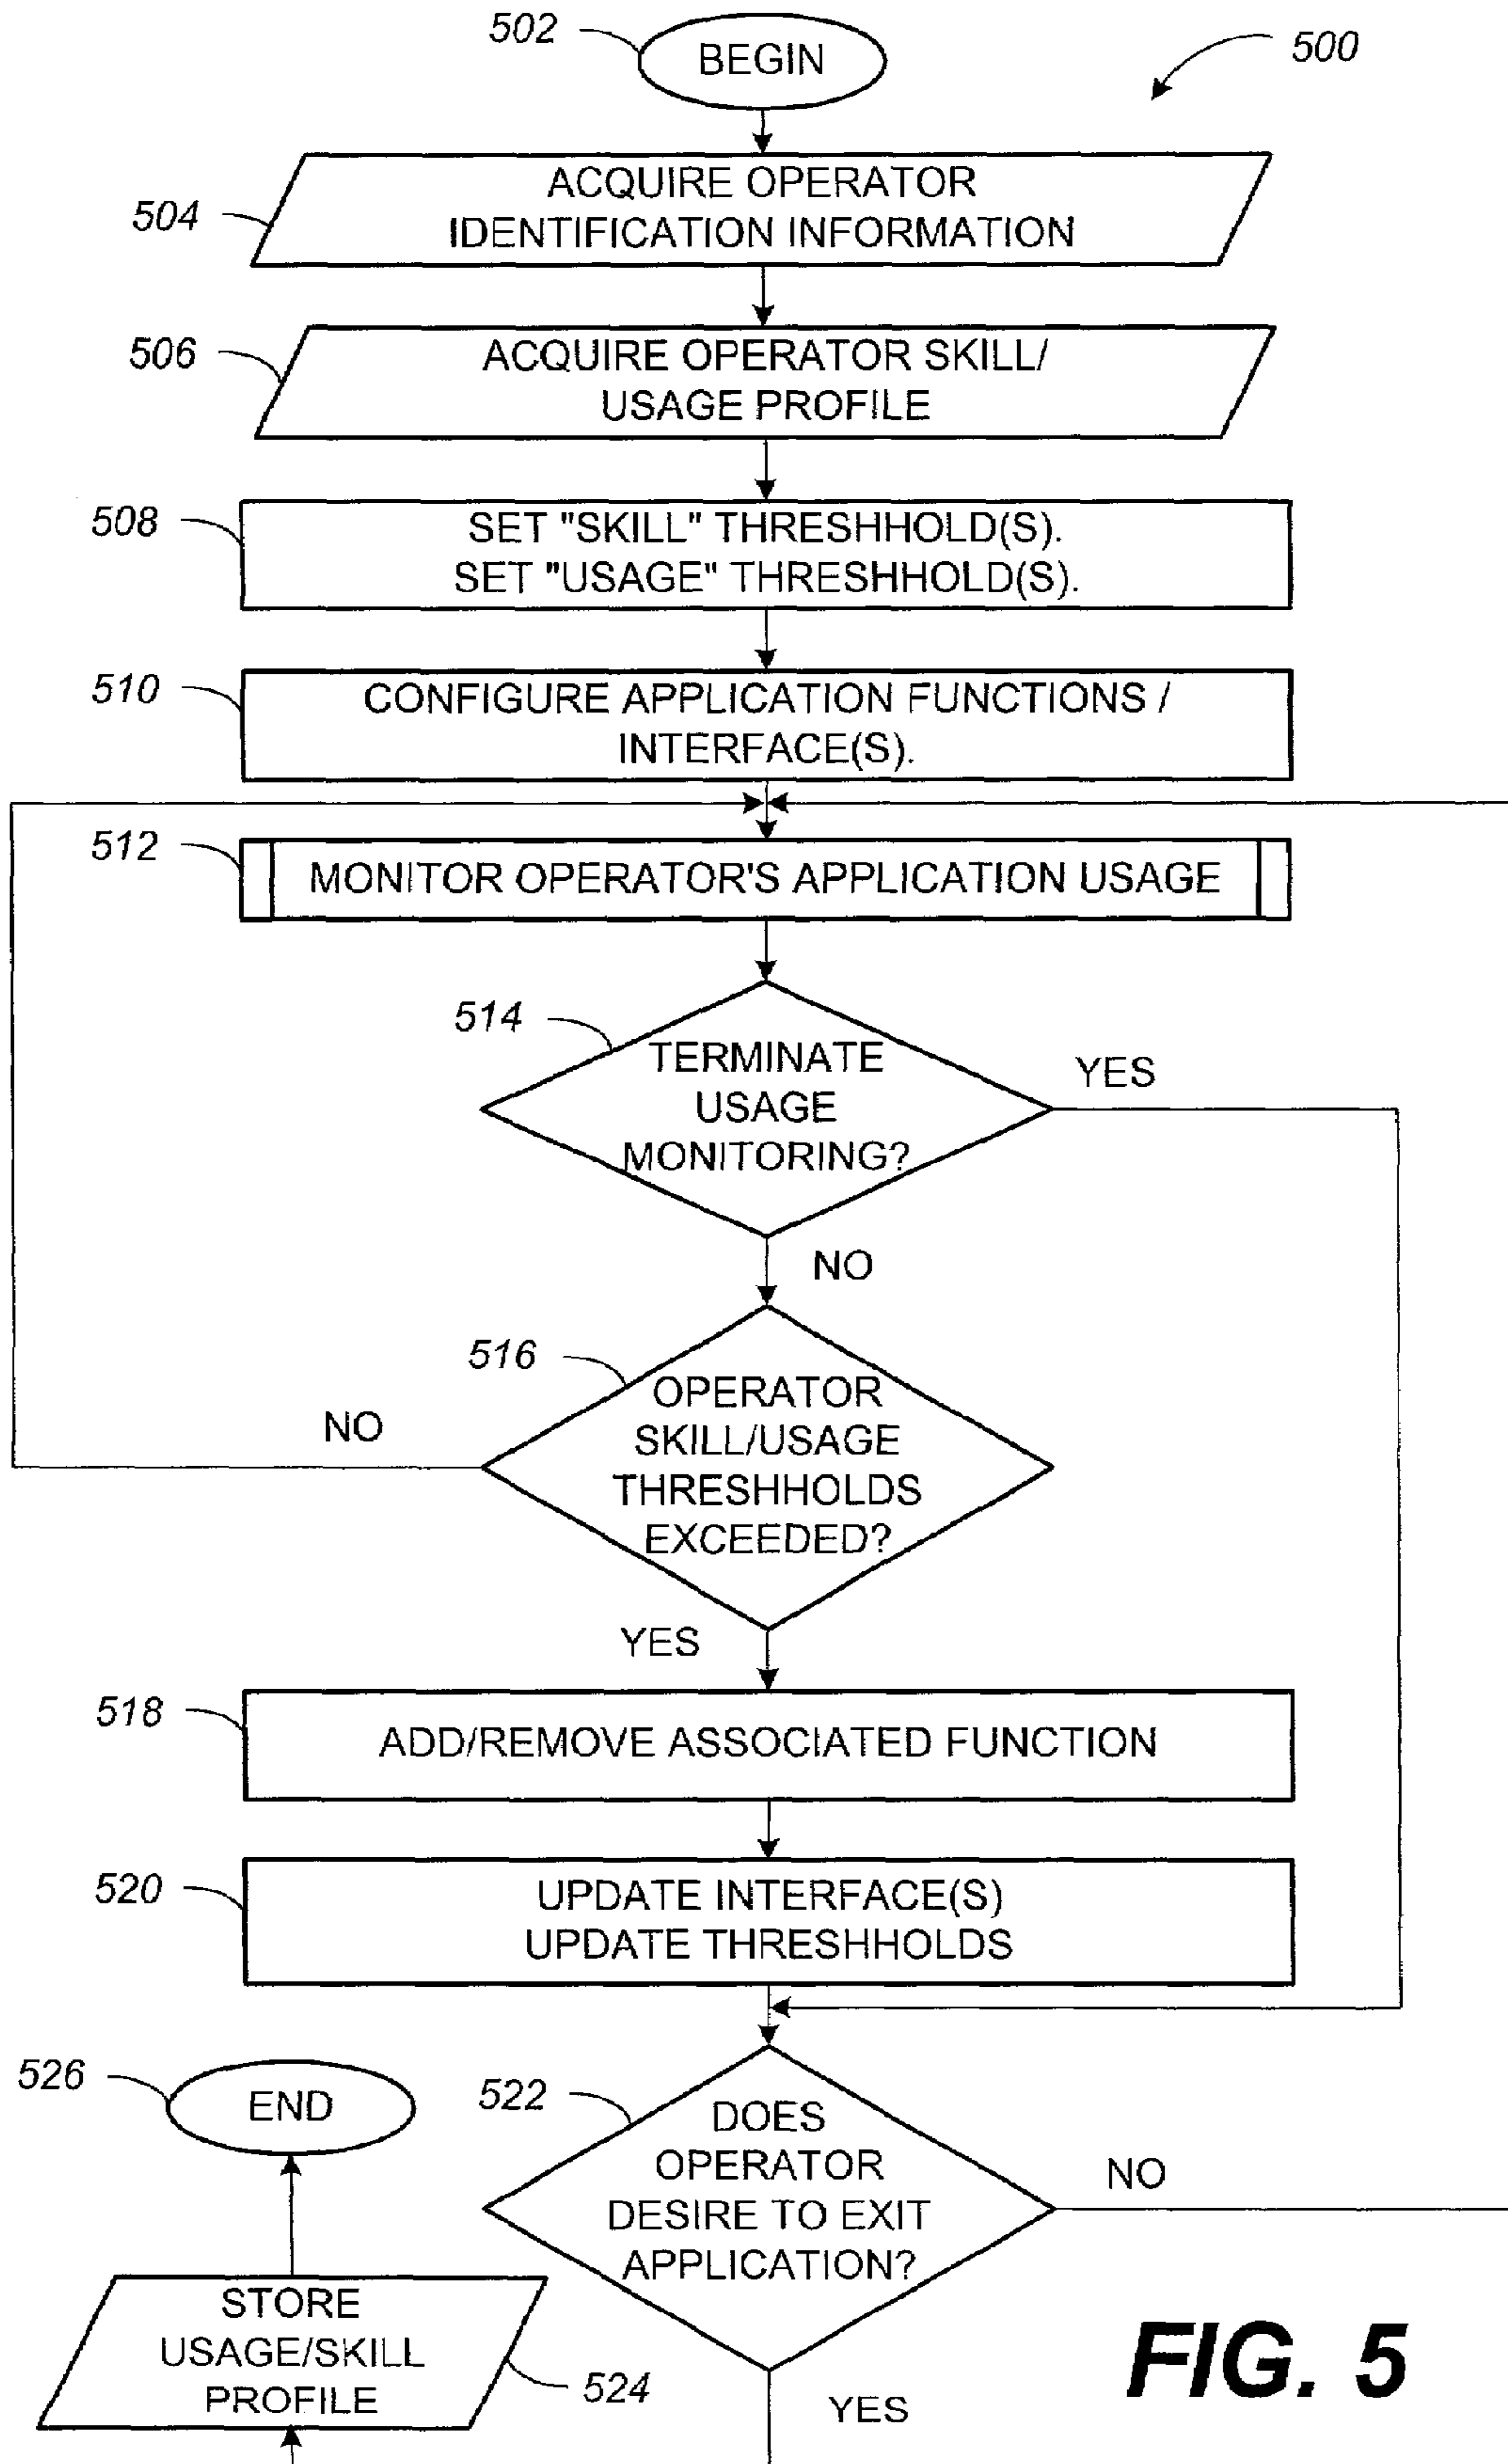 502
BEGIN
500
504
ACQUIRE OPERATOR
IDENTIFICATION INFORMATION
506
ACQUIRE OPERATOR SKILL/
USAGE PROFILE
508
SET "SKILL" THRESHHOLD(S).
SET "USAGE" THRESHHOLD(S).
510
CONFIGURE APPLICATION FUNCTIONS /
INTERFACE(S).
512
MONITOR OPERATOR'S APPLICATION USAGE
514
TERMINATE
USAGE
MONITORING?
YES
NO
516
OPERATOR
SKILL/USAGE
THRESHHOLDS
EXCEEDED?
NO
YES
518
ADD/REMOVE ASSOCIATED FUNCTION
520
UPDATE INTERFACE(S)
UPDATE THRESHHOLDS
526
END
522
DOES
OPERATOR
DESIRE TO EXIT
APPLICATION?
NO
STORE
USAGE/SKILL
PROFILE
524
YES
FIG. 5